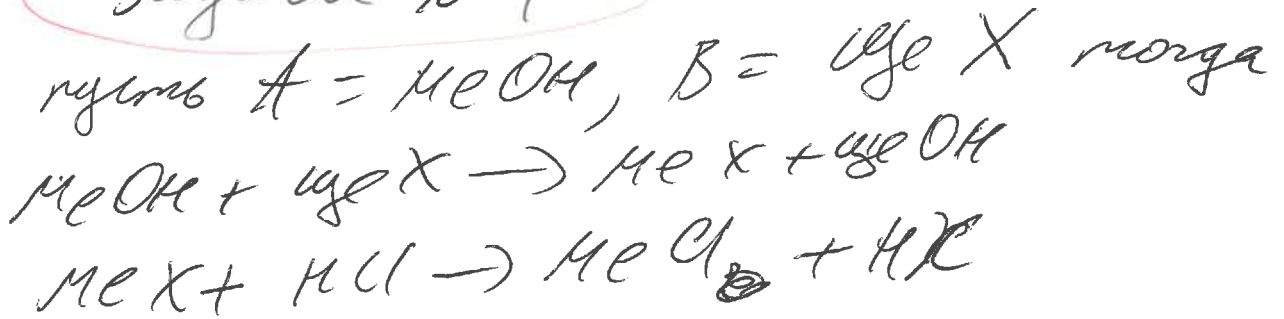 пусть A = MeOH, B = щеX тогда
MeOH + щеX → MeX + щеOH
MeX + HCl → MeCl + HX